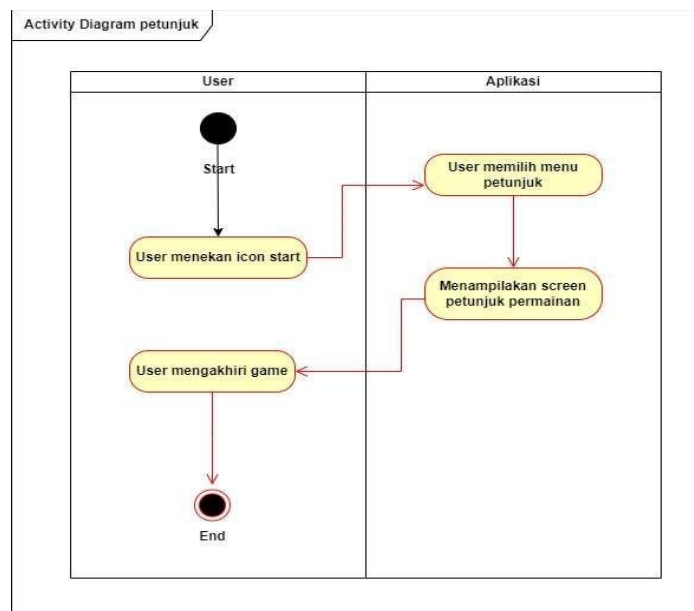 Activity Diagram petunjuk
User
Aplikasi
Start
User memilih menu
petunjuk
User menekan icon start
Menampilakan screen
petunjuk permainan
User mengakhiri game
End